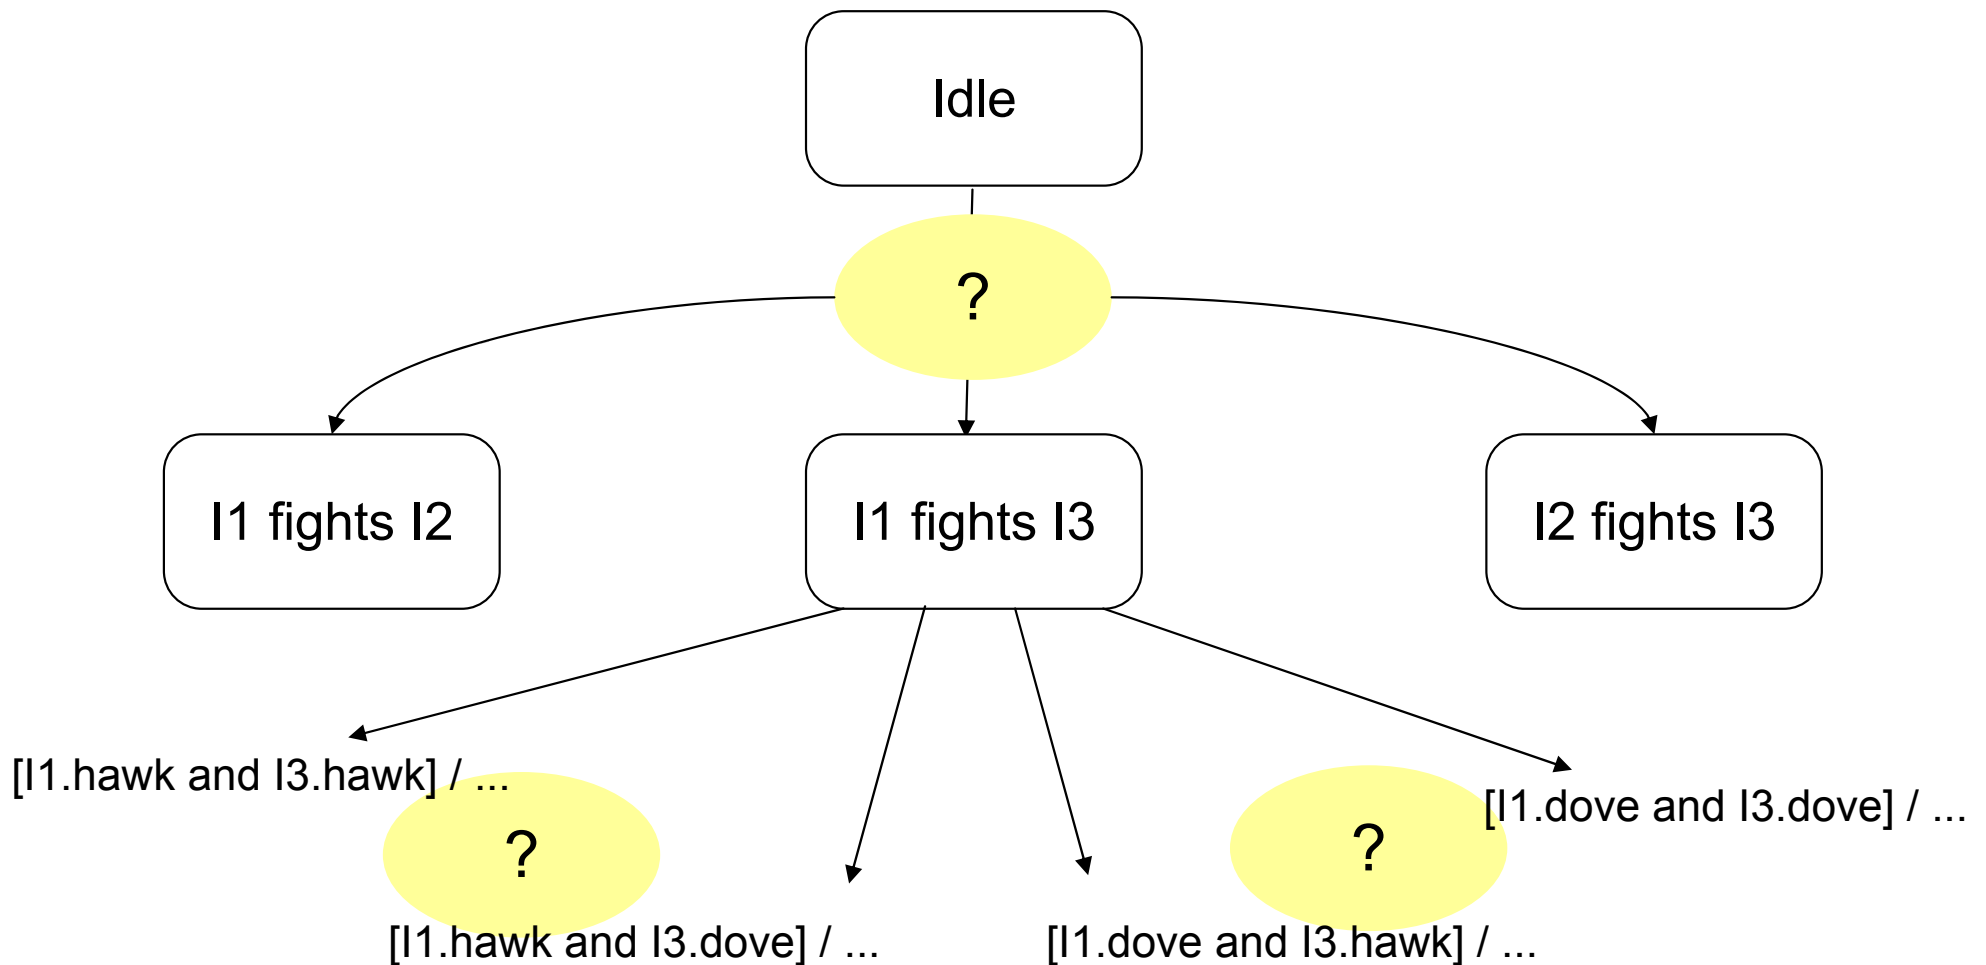 Idle
?
I1 fights I2
I1 fights I3
I2 fights I3
[I1.hawk and I3.hawk] / ...
[I1.dove and I3.dove] / ...
?
?
[I1.hawk and I3.dove] / ...
[I1.dove and I3.hawk] / ...